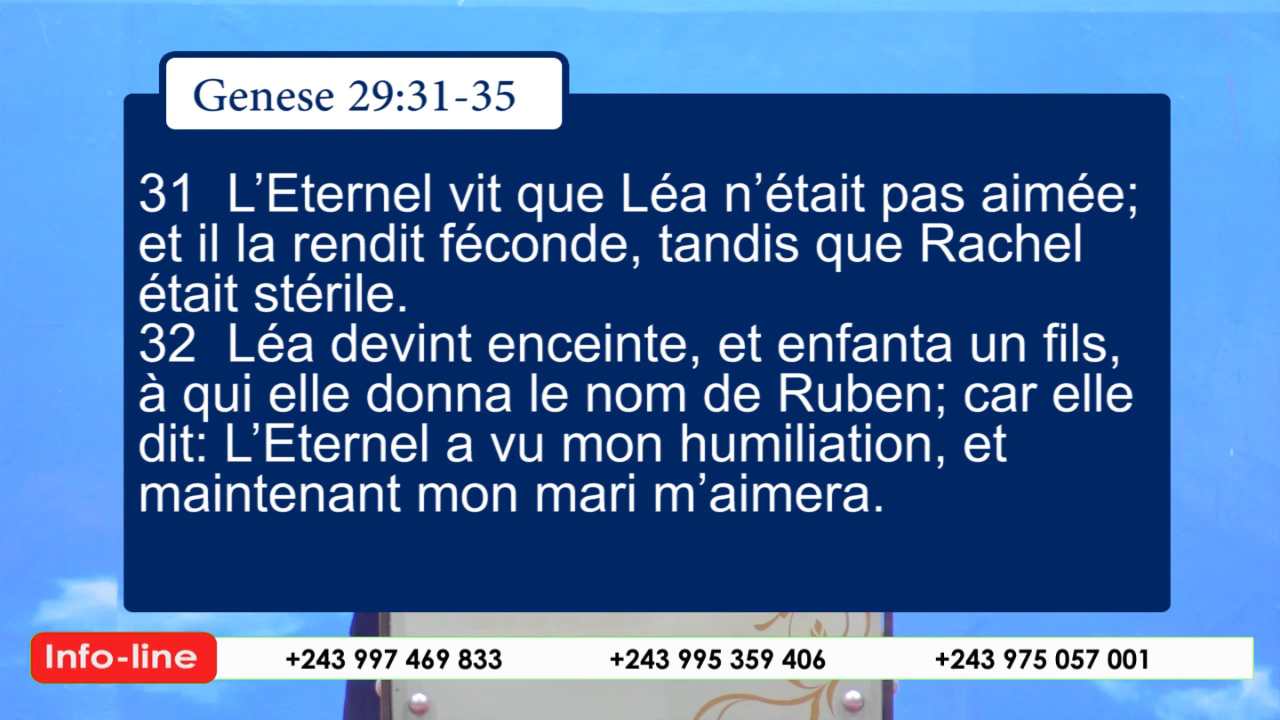 Genese 29:31-35
31 L’Eternel vit que Léa n’était pas aimée;
et il la rendit féconde, tandis que Rachel
était stérile.
32 Léa devint enceinte, et enfanta un fils,
à qui elle donna le nom de Ruben; car elle
dit: L’Eternel a vu mon humiliation, et
maintenant mon mari m’aimera.
Info-line +243 997 469 833 +243 995 359 406 +243 975 057 001